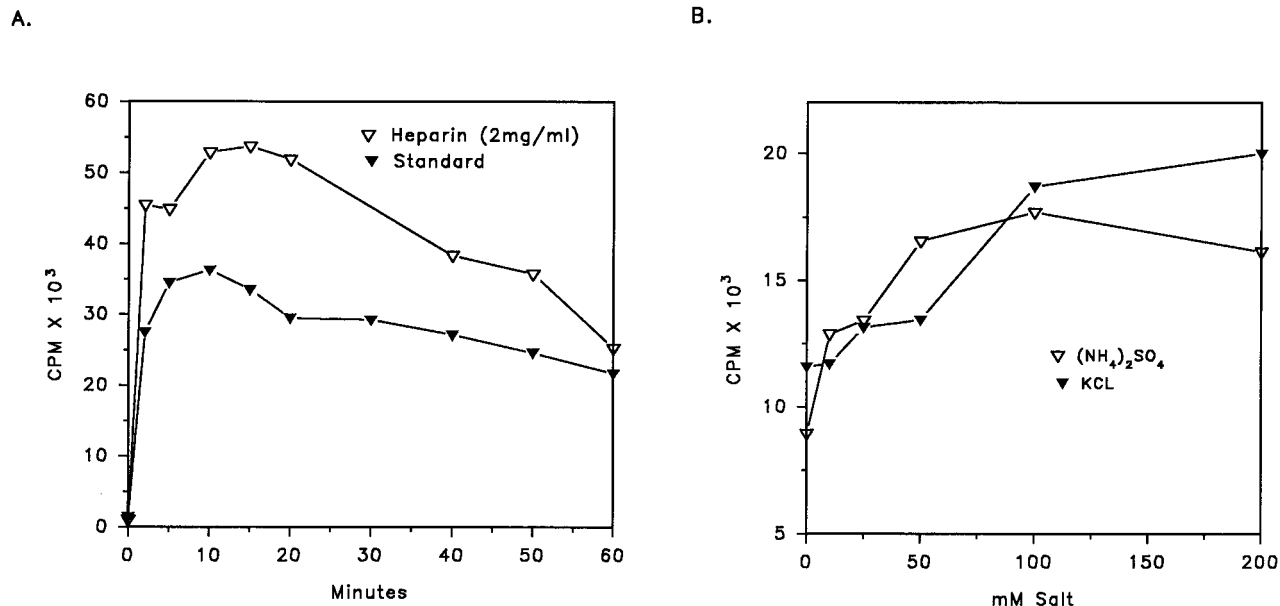 A.
60
50
40
30
20
10
0
CPM X 10³
Heparin (2mg/ml)
Standard
0 10 20 30 40 50 60
Minutes
B.
20
15
10
5
CPM X 10³
(NH₄)₂SO₄
KCL
0 50 100 150 200
mM Salt